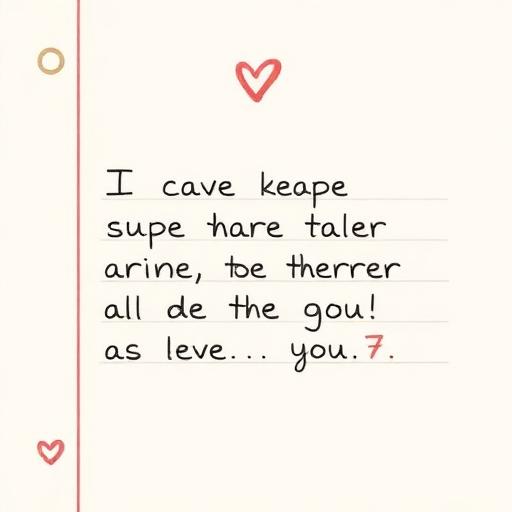 I cave keape
supe hare taler
arine, toe therrer
all de the gou!
as leve... you.7.